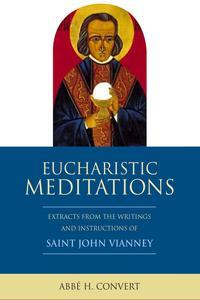 EUCHARISTIC
MEDITATIONS
EXTRACTS FROM THE WRITINGS
AND INSTRUCTIONS OF
SAINT JOHN VIANNEY
ABBÉ H. CONVERT